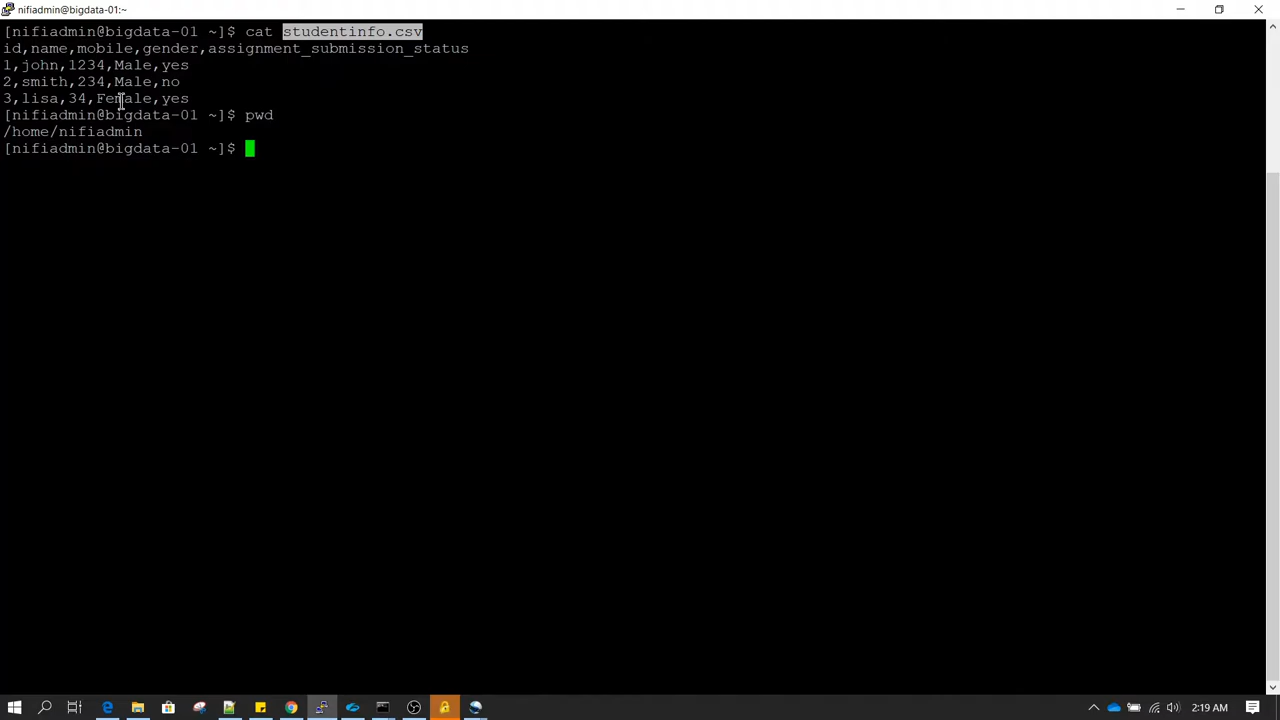 nifiadmin@bigdata-01:~
[nifiadmin@bigdata-01 ~]$ cat studentinfo.csv
id,name,mobile,gender,assignment_submission_status
1,john,1234,Male,yes
2,smith,234,Male,no
3,lisa,34,Female,yes
[nifiadmin@bigdata-01 ~]$ pwd
/home/nifiadmin
[nifiadmin@bigdata-01 ~]$
2:19 AM